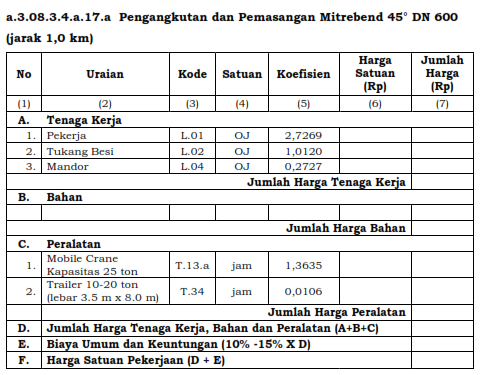 a.3.08.3.4.a.17.a Pengangkutan dan Pemasangan Mitrebend 45° DN 600
(jarak 1,0 km)
No Uraian Kode Satuan Koefisien Harga Satuan (Rp) Jumlah Harga (Rp)
(1) (2) (3) (4) (5) (6) (7)
A. Tenaga Kerja
1. Pekerja L.01 OJ 2,7269
2. Tukang Besi L.02 OJ 1,0120
3. Mandor L.04 OJ 0,2727
Jumlah Harga Tenaga Kerja
B. Bahan
Jumlah Harga Bahan
C. Peralatan
1. Mobile Crane Kapasitas 25 ton T.13.a jam 1,3635
2. Trailer 10-20 ton (lebar 3.5 m x 8.0 m) T.34 jam 0,0106
Jumlah Harga Peralatan
D. Jumlah Harga Tenaga Kerja, Bahan dan Peralatan (A+B+C)
E. Biaya Umum dan Keuntungan (10% -15% X D)
F. Harga Satuan Pekerjaan (D + E)